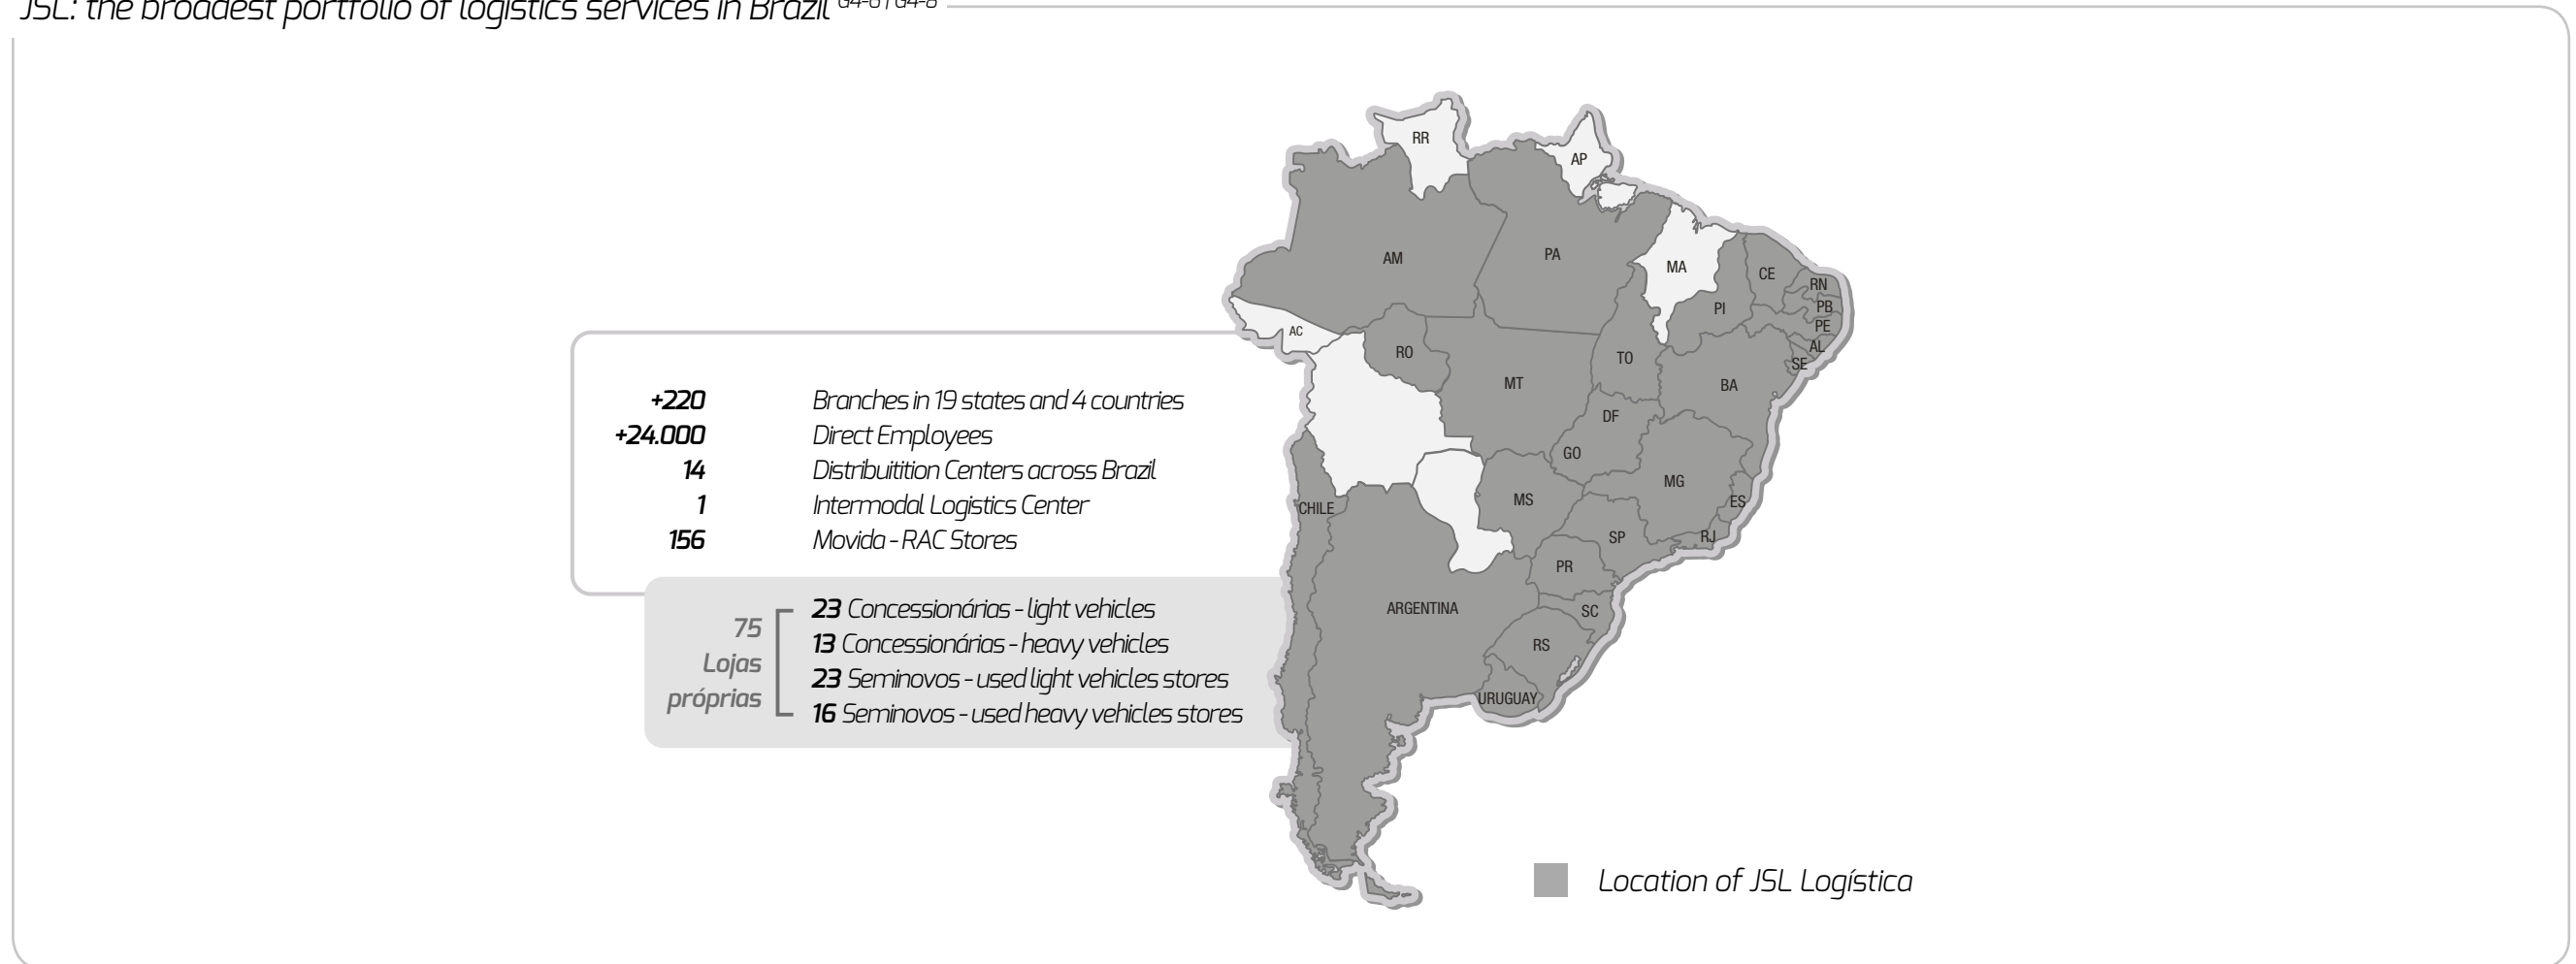 JSL: the broadest portfolio of logistics services in Brazil G4-6 | G4-8
RR
AP
AM
PA
MA
CE
RN
PI
PB
PE
AC
AL
RO
TO
SE
MT
BA
DF
GO
MG
MS
ES
CHILE
SP
RJ
PR
ARGENTINA
SC
RS
URUGUAY
+220 Branches in 19 states and 4 countries
+24.000 Direct Employees
14 Distribuitition Centers across Brazil
1 Intermodal Logistics Center
156 Movida - RAC Stores
75
Lojas
próprias
23 Concessionárias - light vehicles
13 Concessionárias - heavy vehicles
23 Seminovos - used light vehicles stores
16 Seminovos - used heavy vehicles stores
Location of JSL Logística